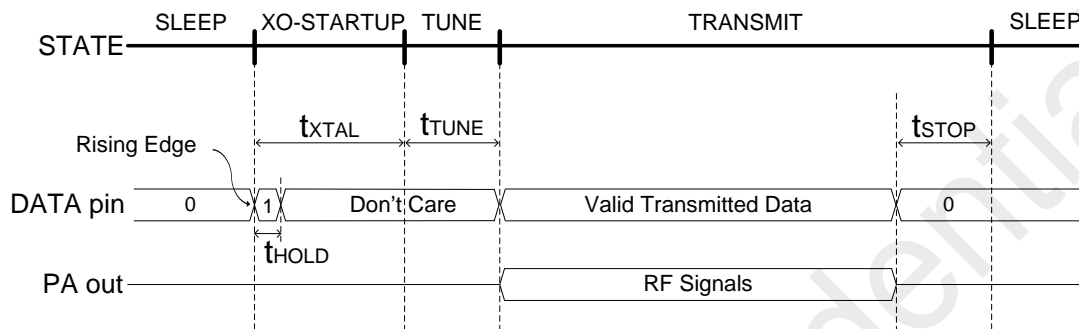 SLEEP XO-STARTUP TUNE TRANSMIT SLEEP
STATE
tXTAL tTUNE tSTOP
Rising Edge
DATA pin 0 1 Don't Care Valid Transmitted Data 0
tHOLD
PA out RF Signals